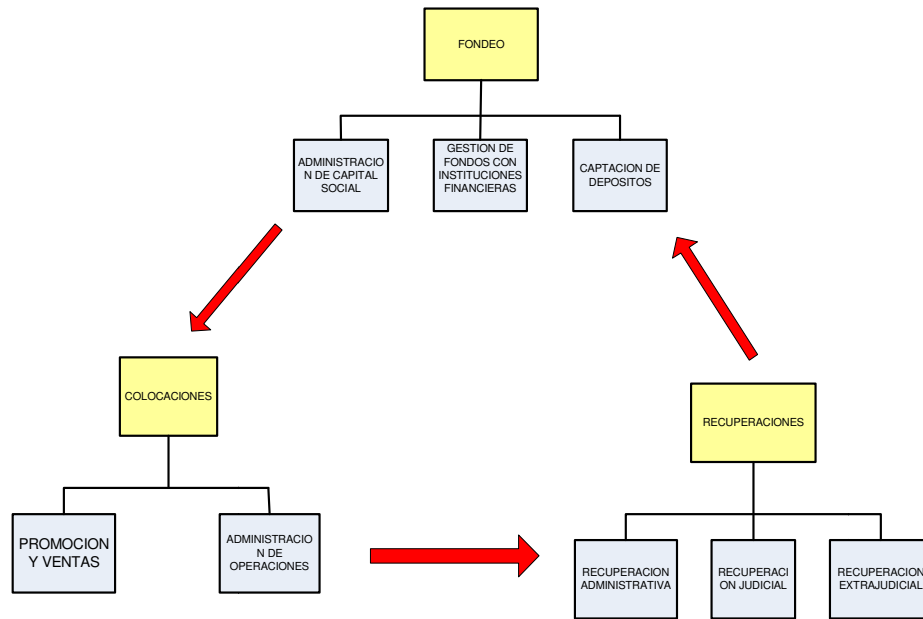 FONDEO
ADMINISTRACIO
N DE CAPITAL
SOCIAL
GESTION DE
FONDOS CON
INSTITUCIONES
FINANCIERAS
CAPTACION DE
DEPOSITOS
COLOCACIONES
RECUPERACIONES
PROMOCION
Y VENTAS
ADMINISTRACIO
N DE
OPERACIONES
RECUPERACION
ADMINISTRATIVA
RECUPERACI
ON JUDICIAL
RECUPERACION
EXTRAJUDICIAL